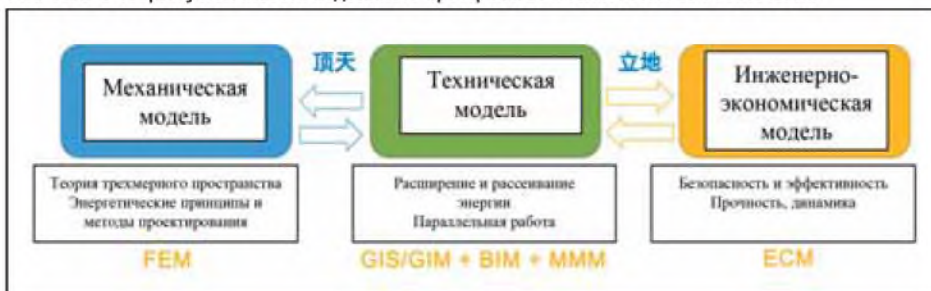 顶天
立地
Механическая
модель
Техническая
модель
Инженерно-
экономическая
модель
Теория трехмерного пространства
Энергетические принципы и
методы проектирования
Расширение и рассеивание
энергии
Параллельная работа
Безопасность и эффективность
Прочность, динамика
FEM
GIS/GIM + BIM + MMM
ECM